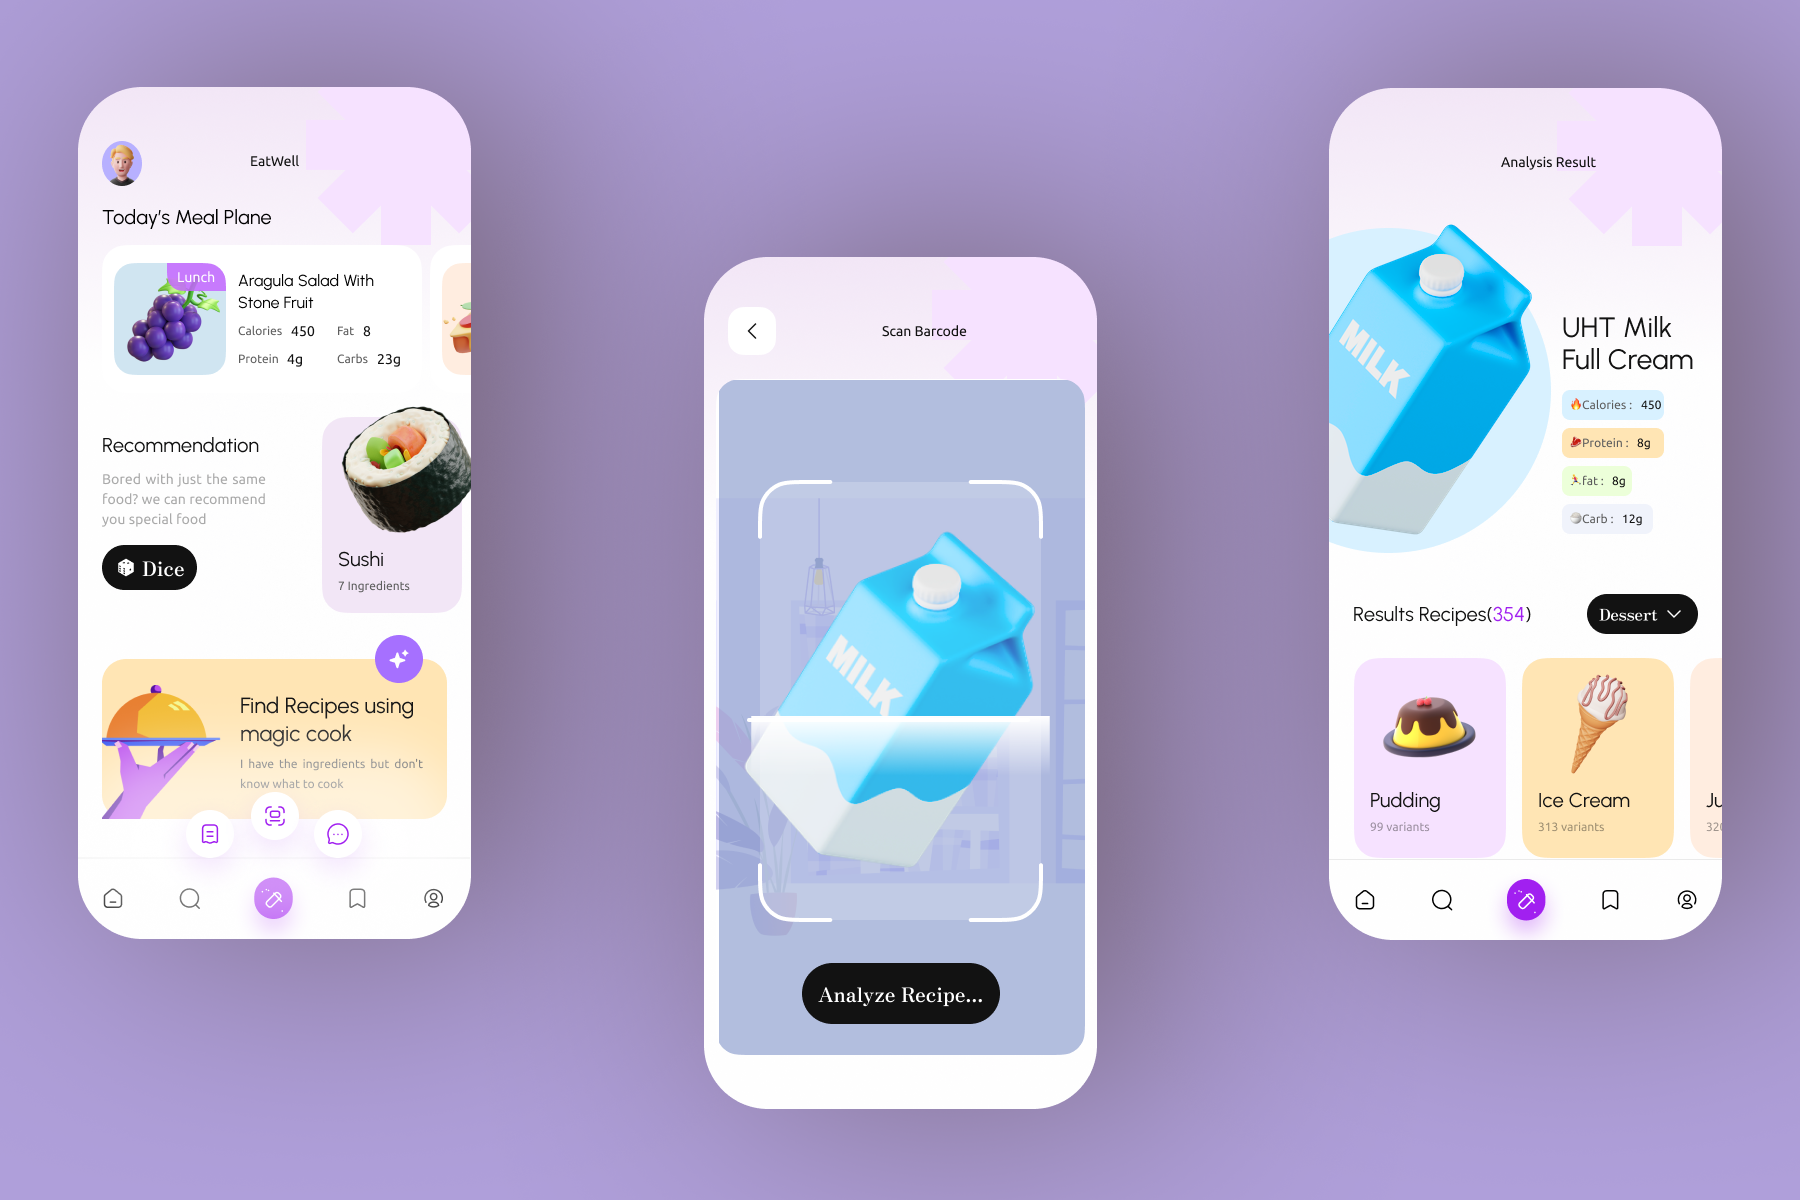 EatWell
Today's Meal Plane
Lunch
Aragula Salad With
Stone Fruit
Calories 450 Fat 8
Protein 4g Carbs 23g
Recommendation
Bored with just the same
food? we can recommend
you special food
Dice
Sushi
7 Ingredients
Find Recipes using
magic cook
I have the ingredients but don't
know what to cook
Scan Barcode
MILK
Analyze Recipe...
Analysis Result
MILK
UHT Milk
Full Cream
Calories : 450
Protein : 8g
fat : 8g
Carb : 12g
Results Recipes(354)
Dessert
Pudding
99 variants
Ice Cream
313 variants
Ju
320